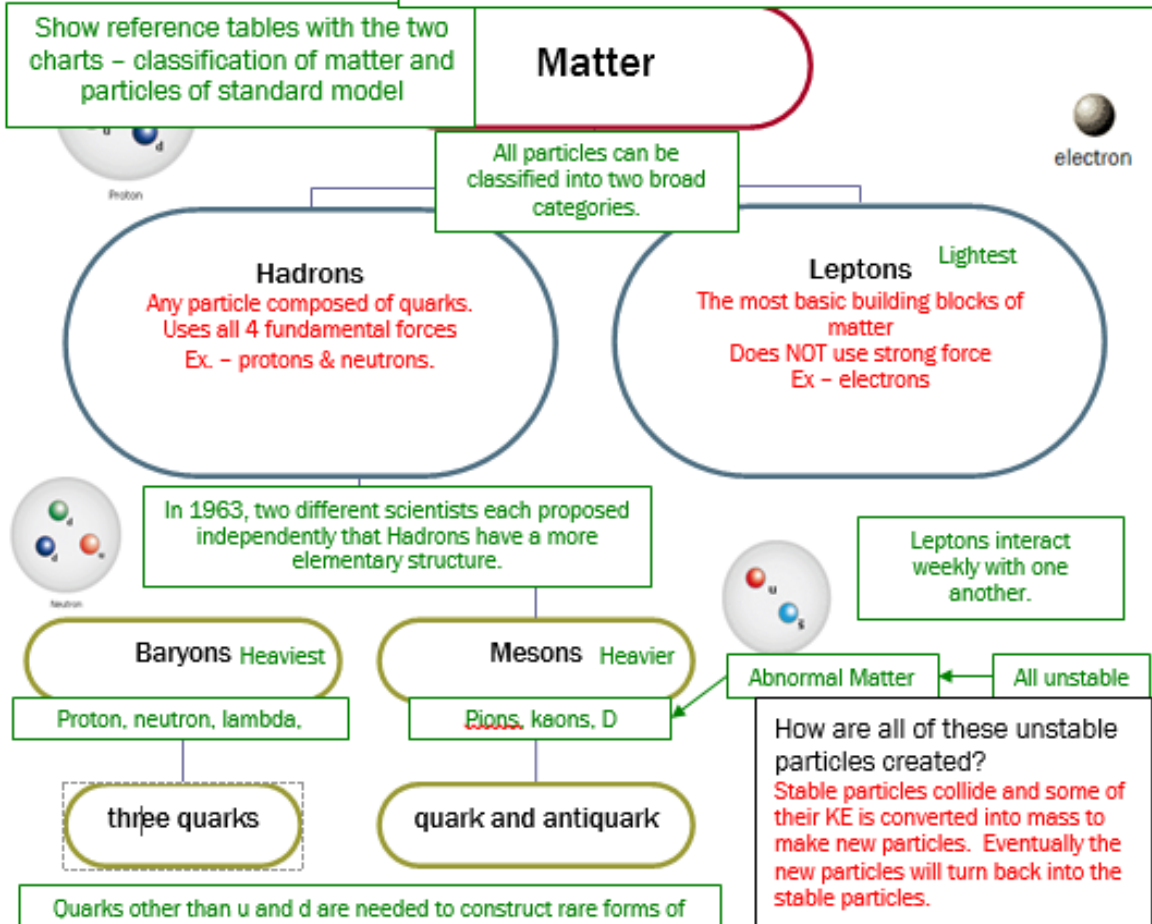 Show reference tables with the two
charts – classification of matter and
particles of standard model
Matter
u
d
Proton
electron
All particles can be
classified into two broad
categories.
Hadrons
Any particle composed of quarks.
Uses all 4 fundamental forces
Ex. – protons & neutrons.
Leptons Lightest
The most basic building blocks of
matter
Does NOT use strong force
Ex – electrons
d
d
u
Neutron
In 1963, two different scientists each proposed
independently that Hadrons have a more
elementary structure.
u
s
Leptons interact
weekly with one
another.
Baryons Heaviest
Mesons Heavier
Abnormal Matter
All unstable
Proton, neutron, lambda,
Pions, kaons, D
three quarks
quark and antiquark
How are all of these unstable
particles created?
Stable particles collide and some of
their KE is converted into mass to
make new particles. Eventually the
new particles will turn back into the
stable particles.
Quarks other than u and d are needed to construct rare forms of